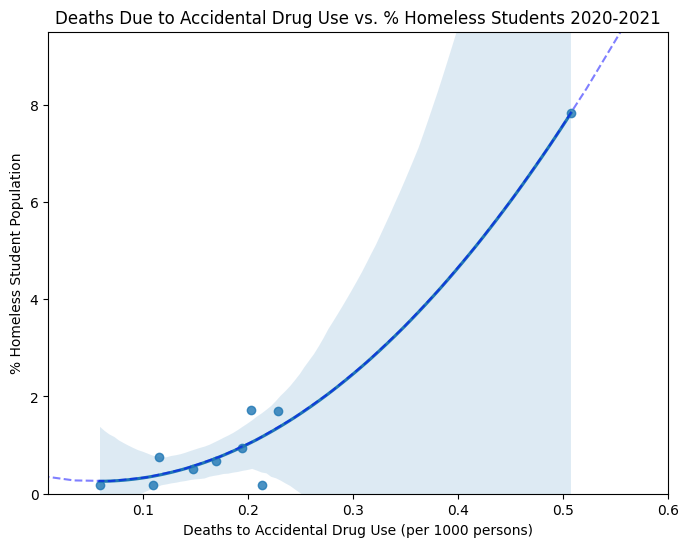 Deaths Due to Accidental Drug Use vs. % Homeless Students 2020-2021
% Homeless Student Population
8
6
4
2
0
0.1 0.2 0.3 0.4 0.5 0.6
Deaths to Accidental Drug Use (per 1000 persons)